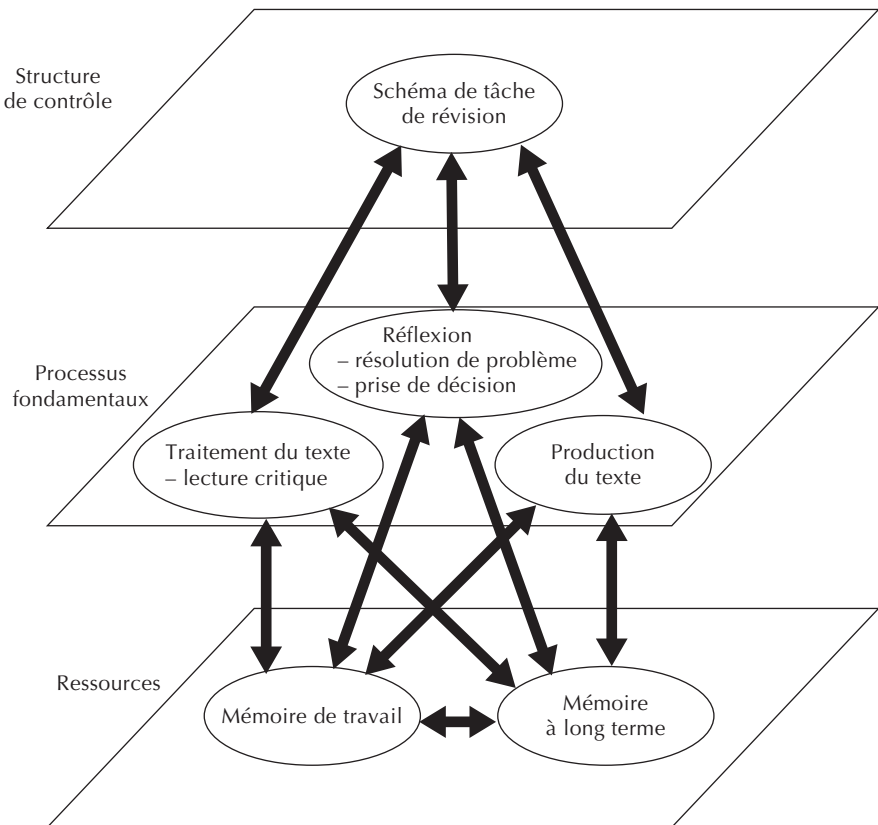 Structure
de contrôle
Schéma de tâche
de révision
Processus
fondamentaux
Réflexion
– résolution de problème
– prise de décision
Traitement du texte
– lecture critique
Production
du texte
Ressources
Mémoire de travail
Mémoire
à long terme